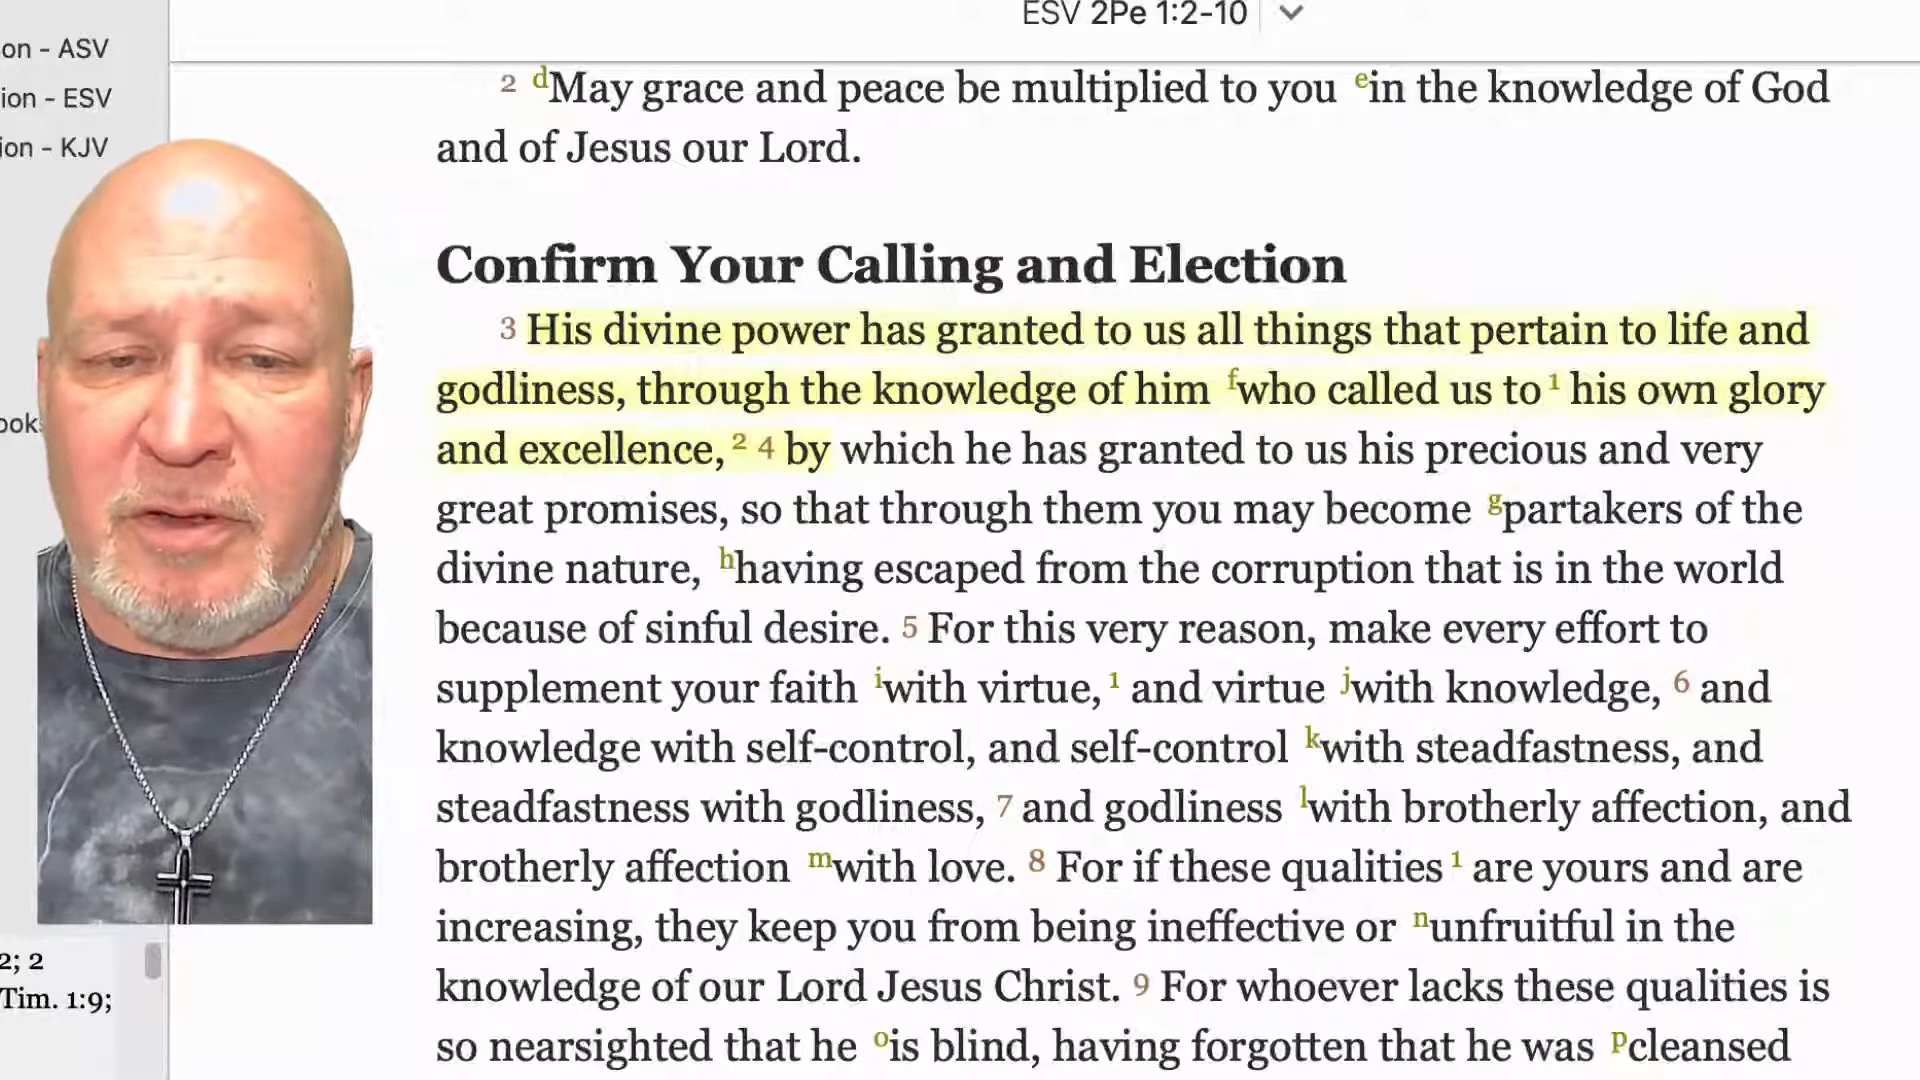 ESV 2Pe 1:2-10
on - ASV
ion - ESV
ion - KJV
ook
2; 2
Tim. 1:9;
2 dMay grace and peace be multiplied to you ein the knowledge of God
and of Jesus our Lord.
Confirm Your Calling and Election
3 His divine power has granted to us all things that pertain to life and
godliness, through the knowledge of him fwho called us to 1 his own glory
and excellence, 2 4 by which he has granted to us his precious and very
great promises, so that through them you may become gpartakers of the
divine nature, hhaving escaped from the corruption that is in the world
because of sinful desire. 5 For this very reason, make every effort to
supplement your faith iwith virtue, 1 and virtue jwith knowledge, 6 and
knowledge with self-control, and self-control kwith steadfastness, and
steadfastness with godliness, 7 and godliness lwith brotherly affection, and
brotherly affection mwith love. 8 For if these qualities 1 are yours and are
increasing, they keep you from being ineffective or nunfruitful in the
knowledge of our Lord Jesus Christ. 9 For whoever lacks these qualities is
so nearsighted that he ois blind, having forgotten that he was pcleansed